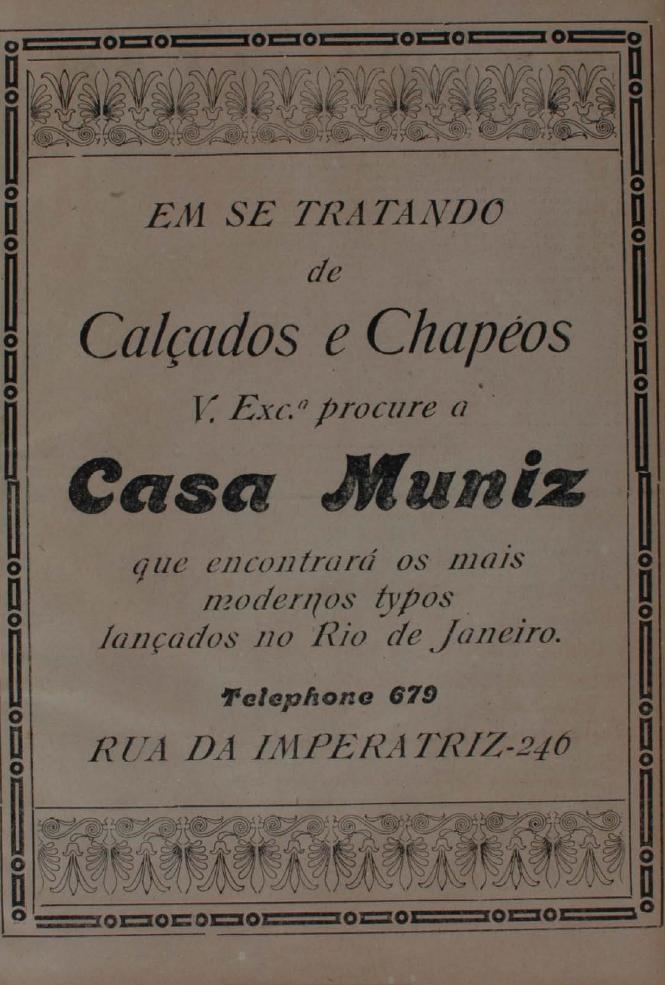 EM SE TRATANDO
de
Calçados e Chapéos
V. Exc.ª procure a
Casa Muniz
que encontrará os mais
modernos typos
lançados no Rio de Janeiro.
Telephone 679
RUA DA IMPERATRIZ-246